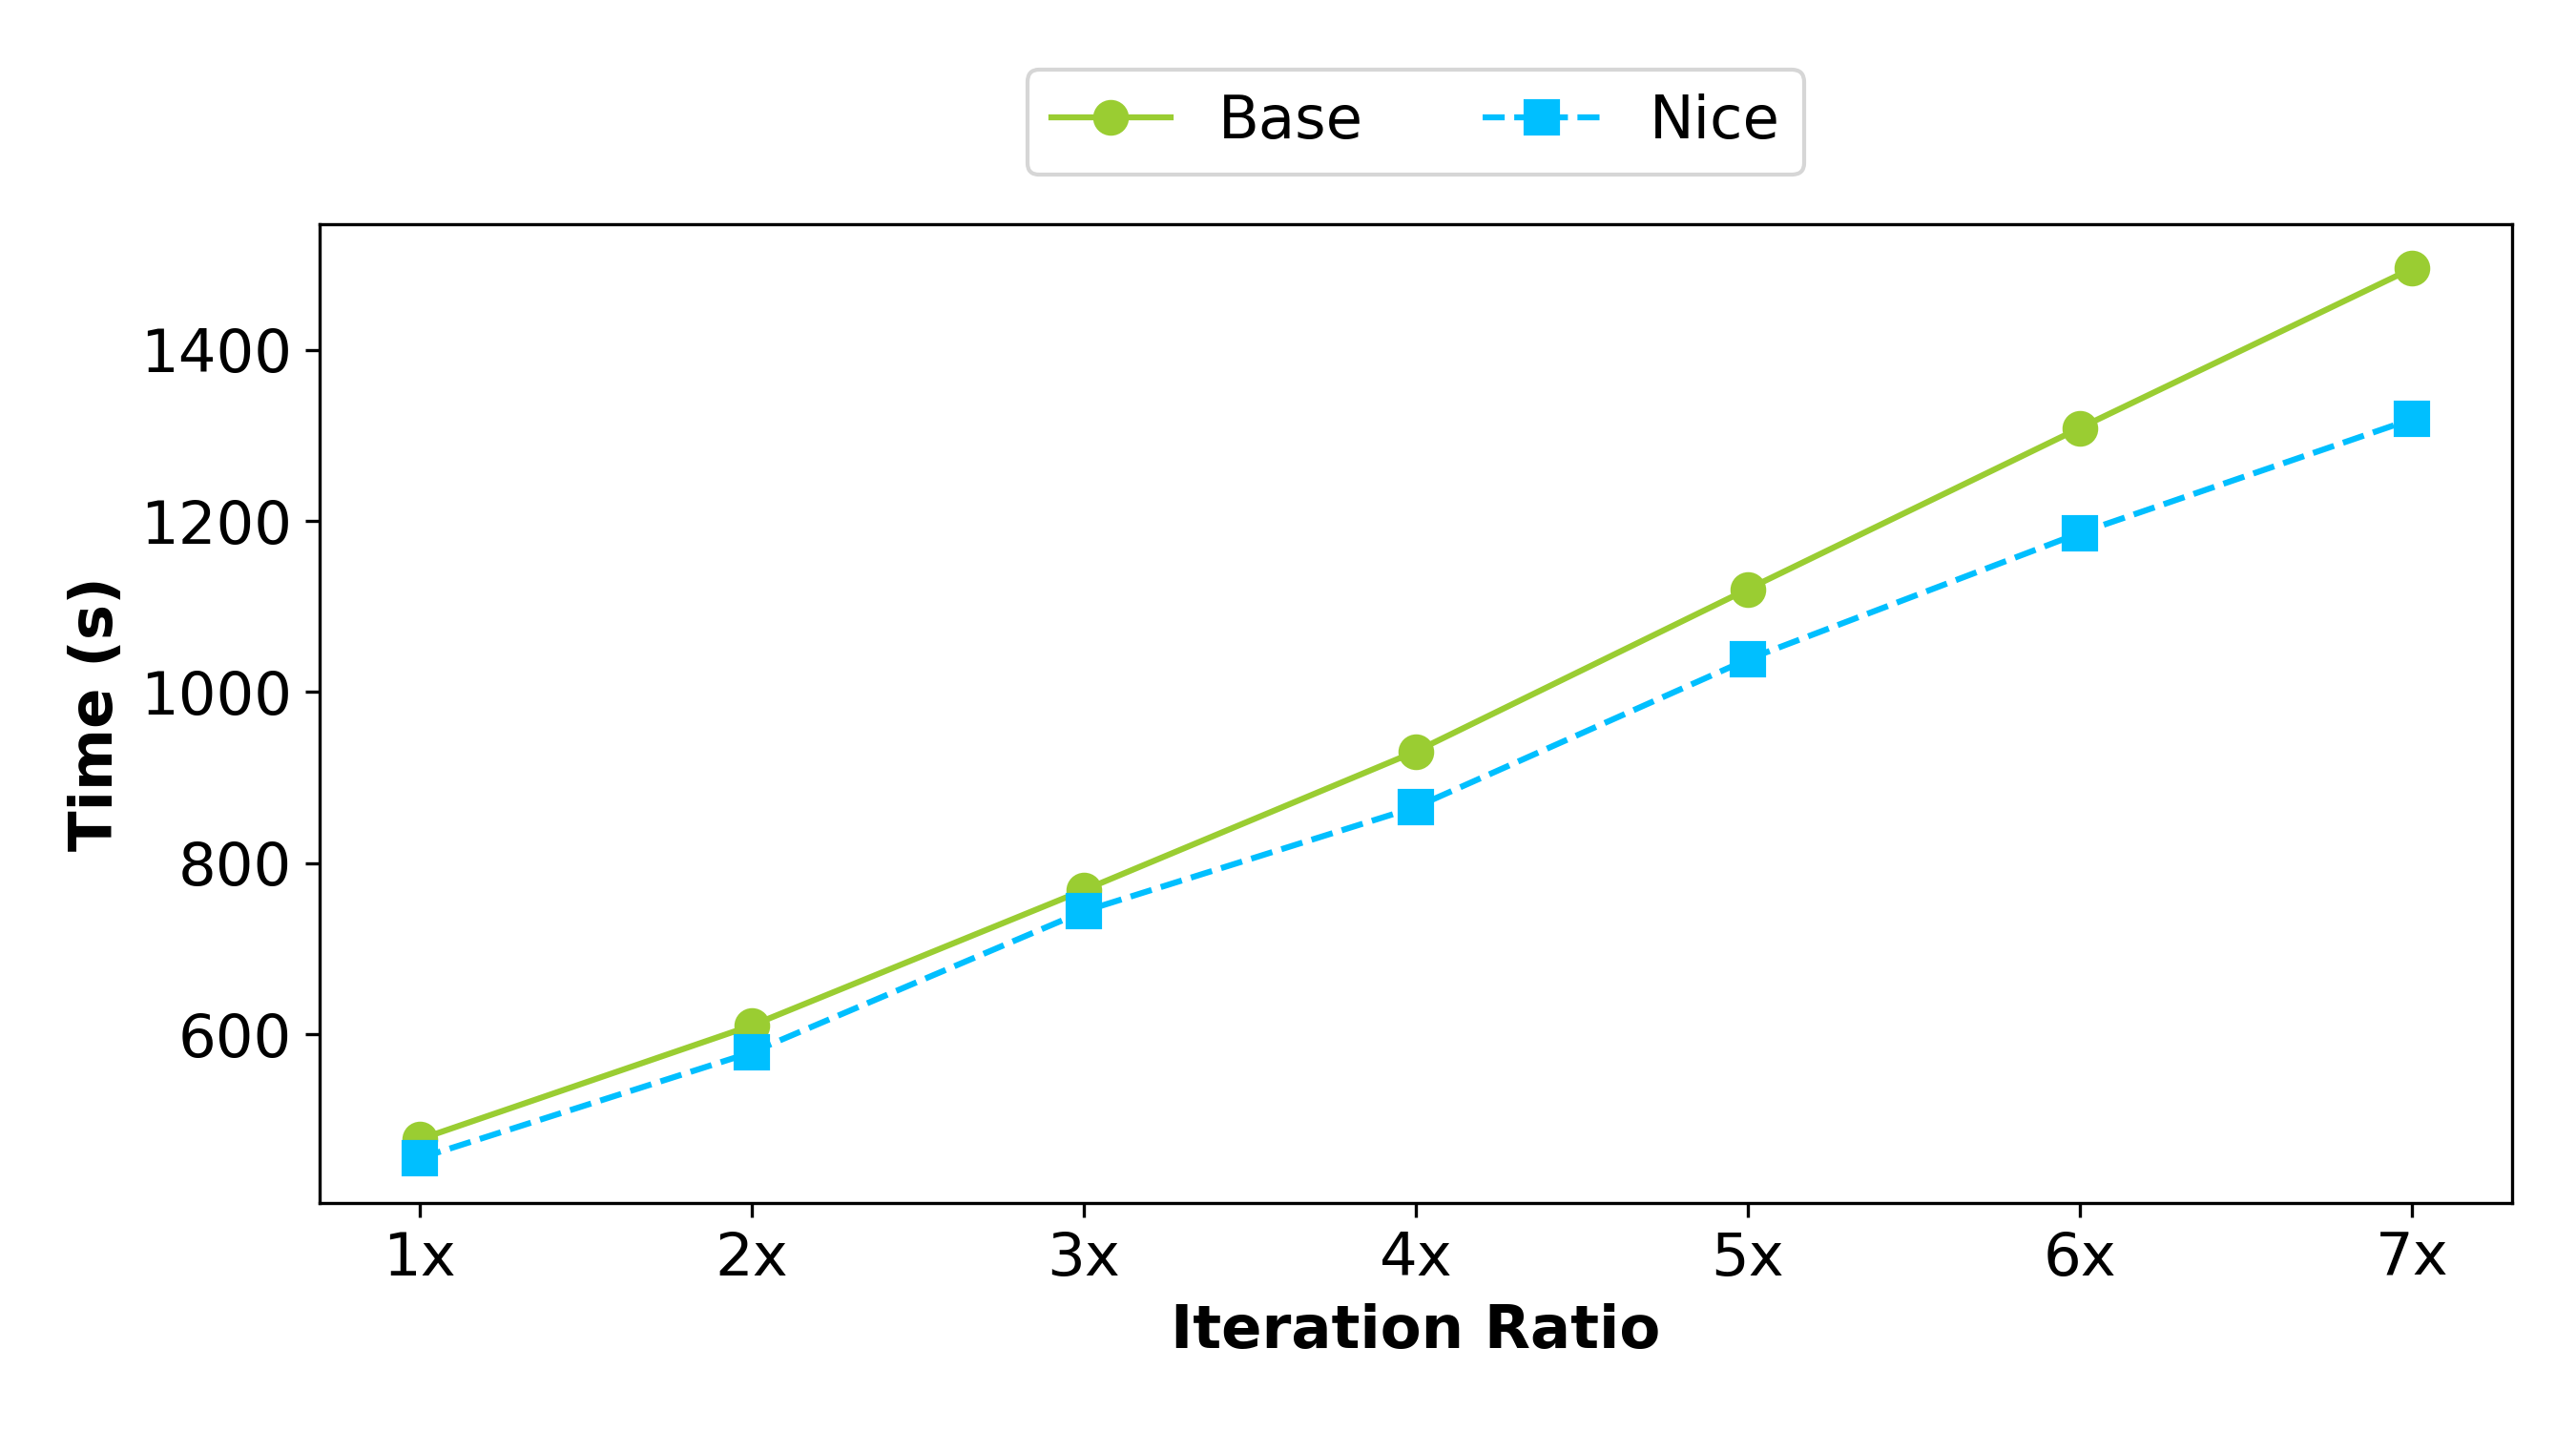 Base Nice
1400
1200
1000
800
600
Time (s)
1x 2x 3x 4x 5x 6x 7x
Iteration Ratio